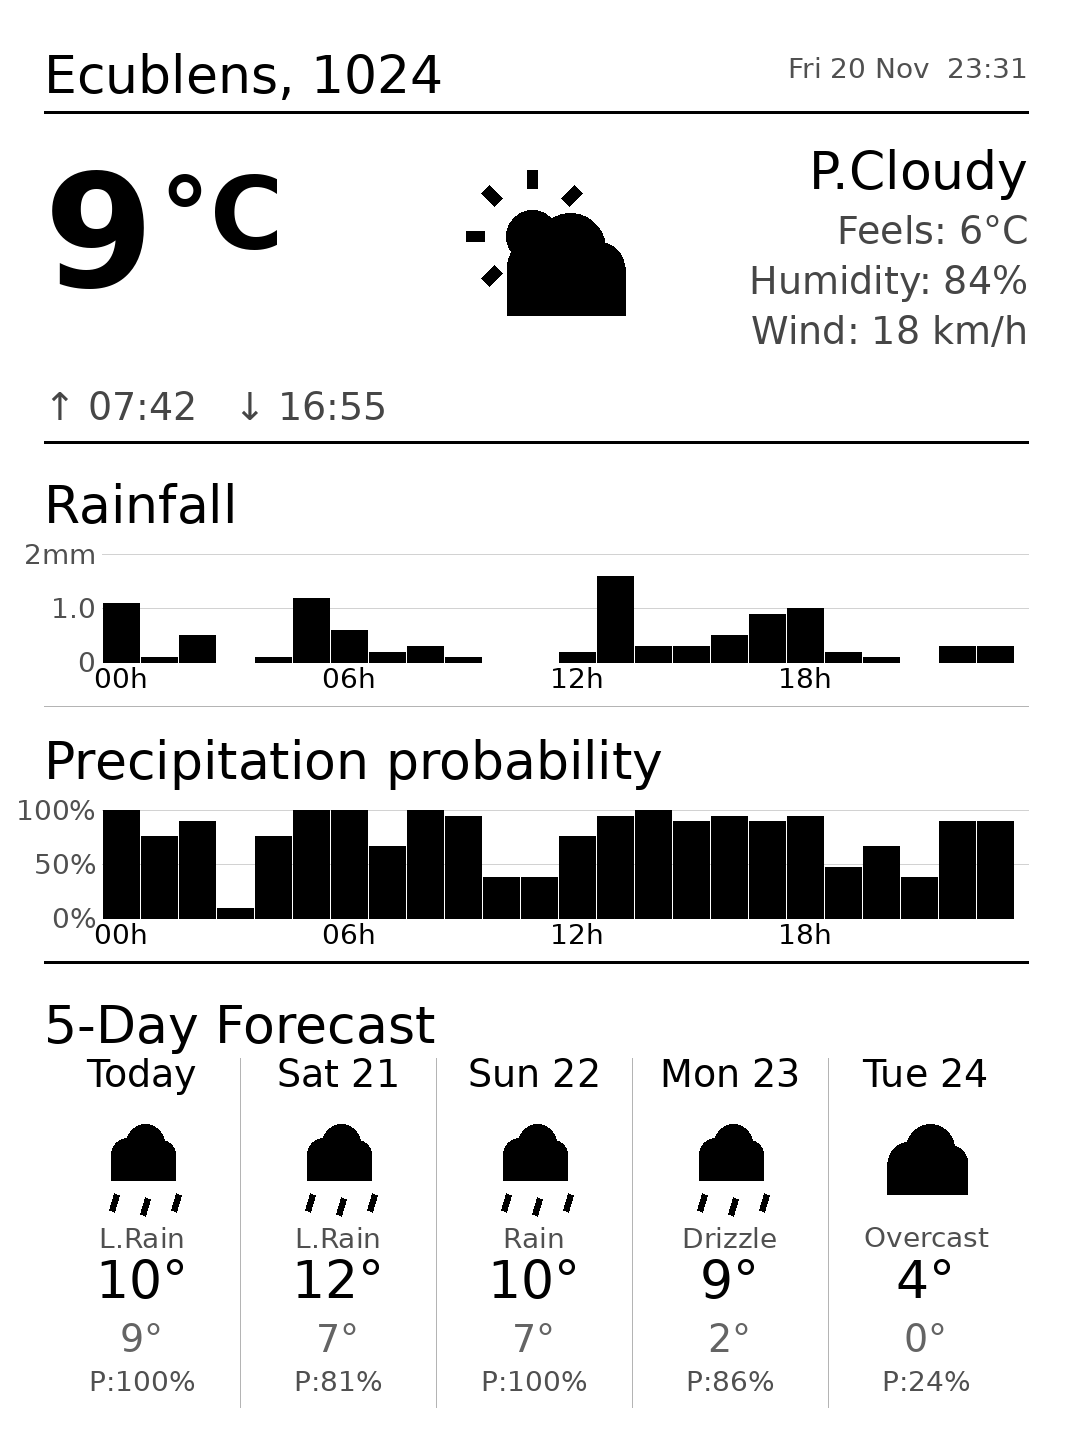 Ecublens, 1024
Fri 20 Nov  23:31
9°C
P.Cloudy
Feels: 6°C
Humidity: 84%
Wind: 18 km/h
↑ 07:42   ↓ 16:55
Rainfall
2mm
1.0
0
00h 06h 12h 18h
Precipitation probability
100%
50%
0%
00h 06h 12h 18h
5-Day Forecast
Today Sat 21 Sun 22 Mon 23 Tue 24
L.Rain L.Rain Rain Drizzle Overcast
10° 12° 10° 9° 4°
9° 7° 7° 2° 0°
P:100% P:81% P:100% P:86% P:24%